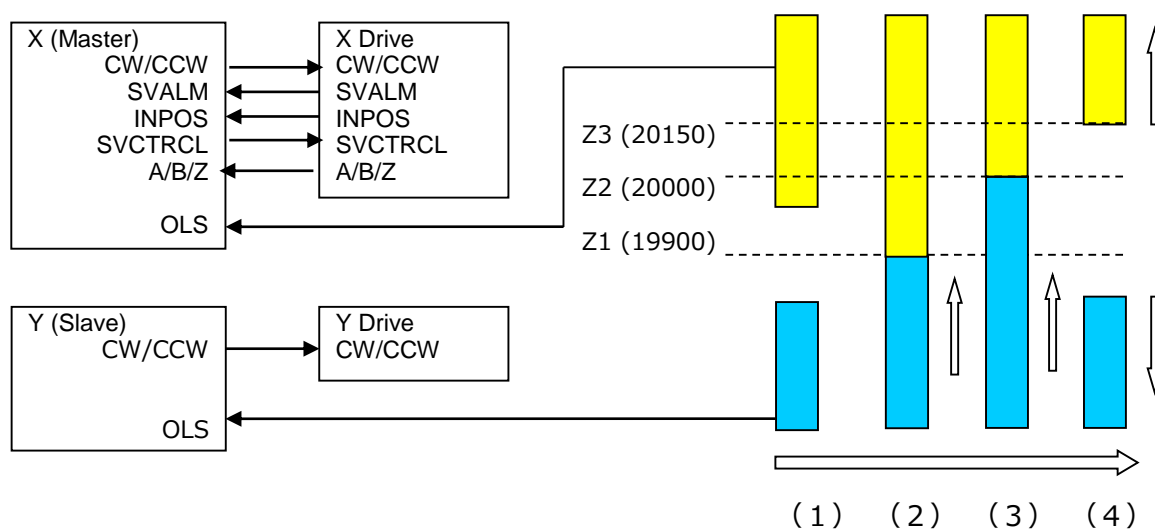 X (Master)
CW/CCW
SVALM
INPOS
SVCTRCL
A/B/Z
OLS
X Drive
CW/CCW
SVALM
INPOS
SVCTRCL
A/B/Z
Z3 (20150)
Z2 (20000)
Z1 (19900)
Y (Slave)
CW/CCW
OLS
Y Drive
CW/CCW
(1) (2) (3) (4)